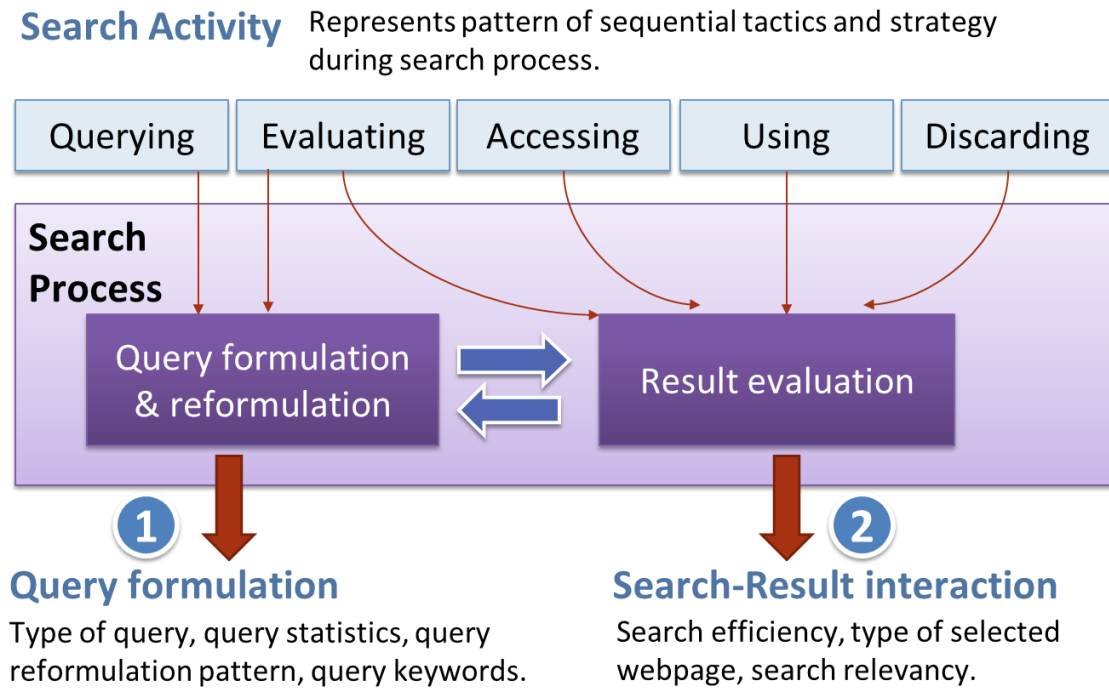 Search Activity
Represents pattern of sequential tactics and strategy
during search process.
Querying
Evaluating
Accessing
Using
Discarding
Search
Process
Query formulation
& reformulation
Result evaluation
1
2
Query formulation
Type of query, query statistics, query
reformulation pattern, query keywords.
Search-Result interaction
Search efficiency, type of selected
webpage, search relevancy.